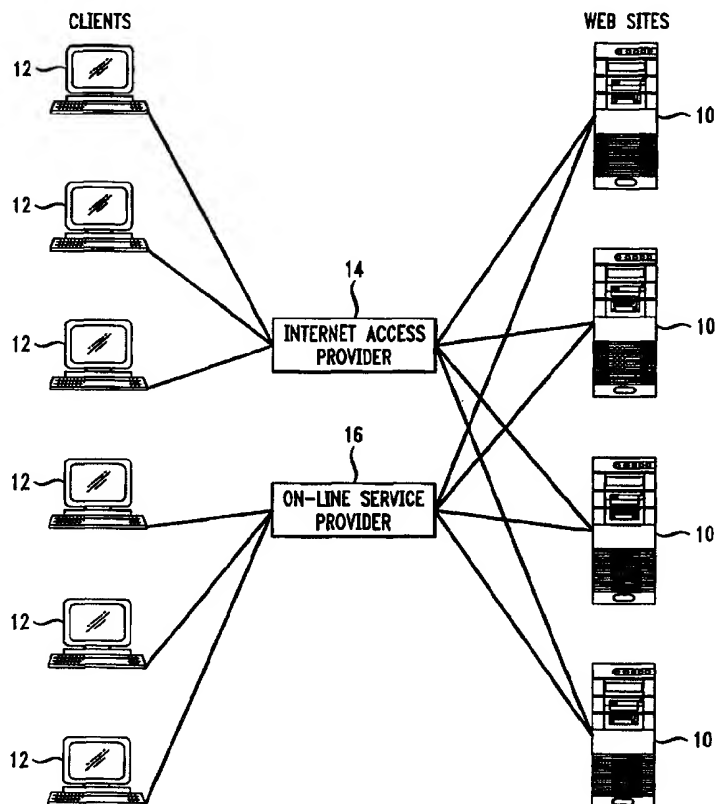 CLIENTS
WEB SITES
12
10
12
14
INTERNET ACCESS
PROVIDER
10
12
16
ON-LINE SERVICE
PROVIDER
12
10
12
12
10